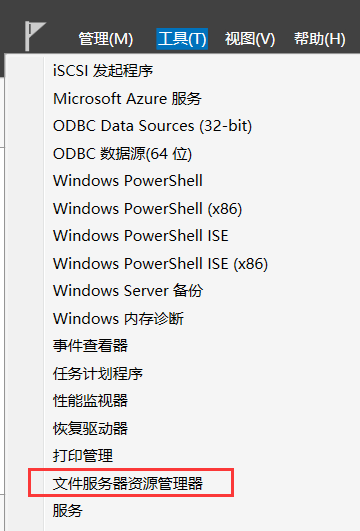 管理(M) 工具(T) 视图(V) 帮助(H)
iSCSI 发起程序
Microsoft Azure 服务
ODBC Data Sources (32-bit)
ODBC 数据源(64 位)
Windows PowerShell
Windows PowerShell (x86)
Windows PowerShell ISE
Windows PowerShell ISE (x86)
Windows Server 备份
Windows 内存诊断
事件查看器
任务计划程序
性能监视器
恢复驱动器
打印管理
文件服务器资源管理器
服务